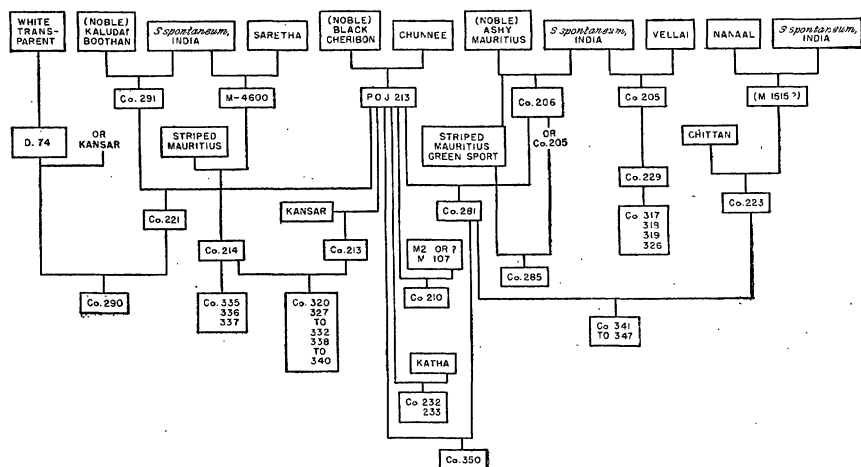 WHITE
TRANS-
PARENT
(NOBLE)
KALUDAI
BOOTHAN
S spontaneum,
INDIA
SARETHA
(NOBLE)
BLACK
CHERIBON
CHUNNEE
(NOBLE)
ASHY
MAURITIUS
S spontaneum,
INDIA
VELLAI
NANAAL
S spontaneum,
INDIA
Co. 291
M-4600
P O J 213
Co. 206
Co. 205
(M 1515?)
D. 74
OR
KANSAR
STRIPED
MAURITIUS
STRIPED
MAURITIUS
GREEN SPORT
OR
Co. 205
CHITTAN
Co. 229
Co. 221
KANSAR
Co. 281
Co. 223
Co 317
318
319
326
Co. 214
Co. 213
M2 OR ?
M 107
Co. 285
Co. 290
Co. 335
336
337
Co. 320
327
TO
332
338
TO
340
Co 210
Co 341
TO 347
KATHA
Co 232
233
Co. 350